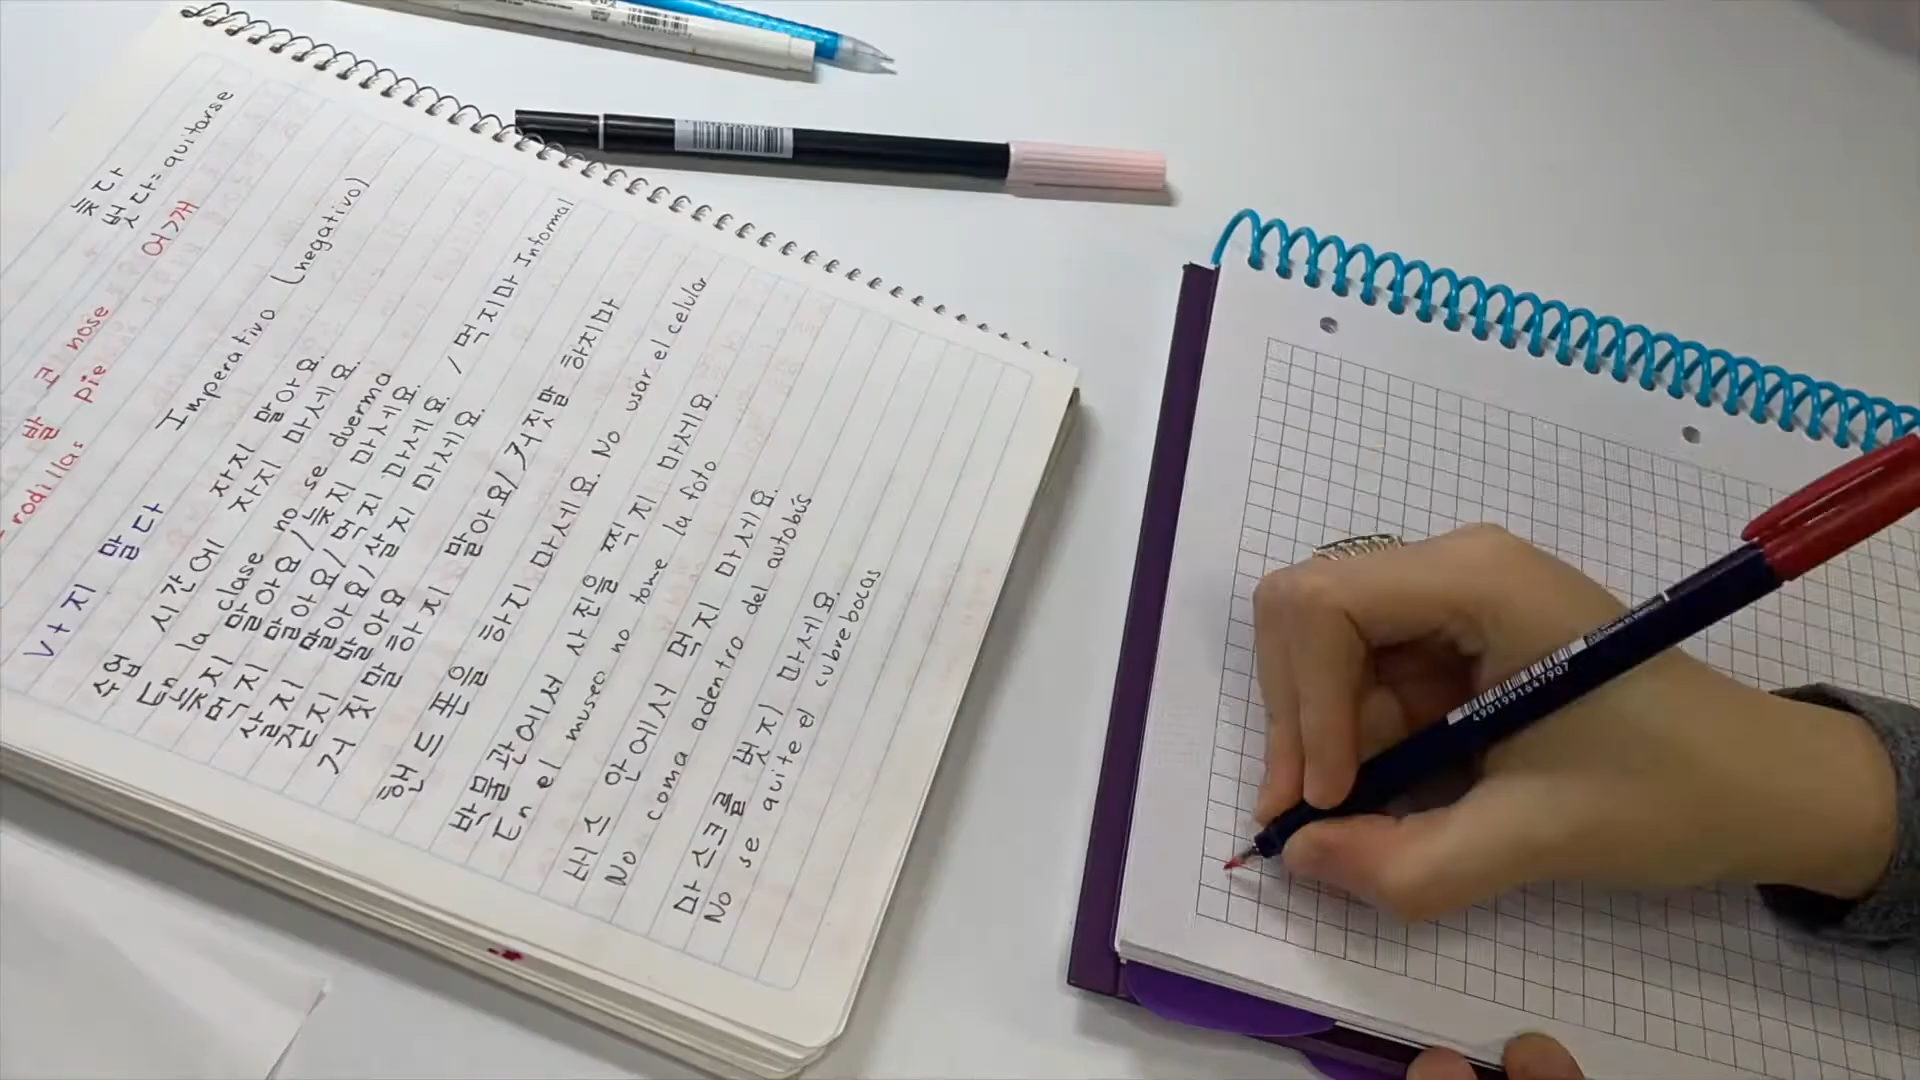 늦다
벗다=quitarse
코 nose 여기개
발 pie
rodillas
V+지 말다 Imperativo (negativo)
수업 시간에 자지 말아요.
자지 마세요.
En la clase no se duerma
늦지 말아요/늦지 마세요.
먹지 말아요/먹지 마세요. / 먹지마 Informal
살지 말아요/살지 마세요.
걷지 말아요
거짓말 하지 말아요/거짓말 하지마
핸드폰을 하지 마세요. No usar el celular
박물관에서 사진을 찍지 마세요.
En el museo no tome la foto
버스 안에서 먹지 마세요.
No coma adentro del autobús
마스크를 벗지 마세요.
No se quite el cubrebocas
4901991647907